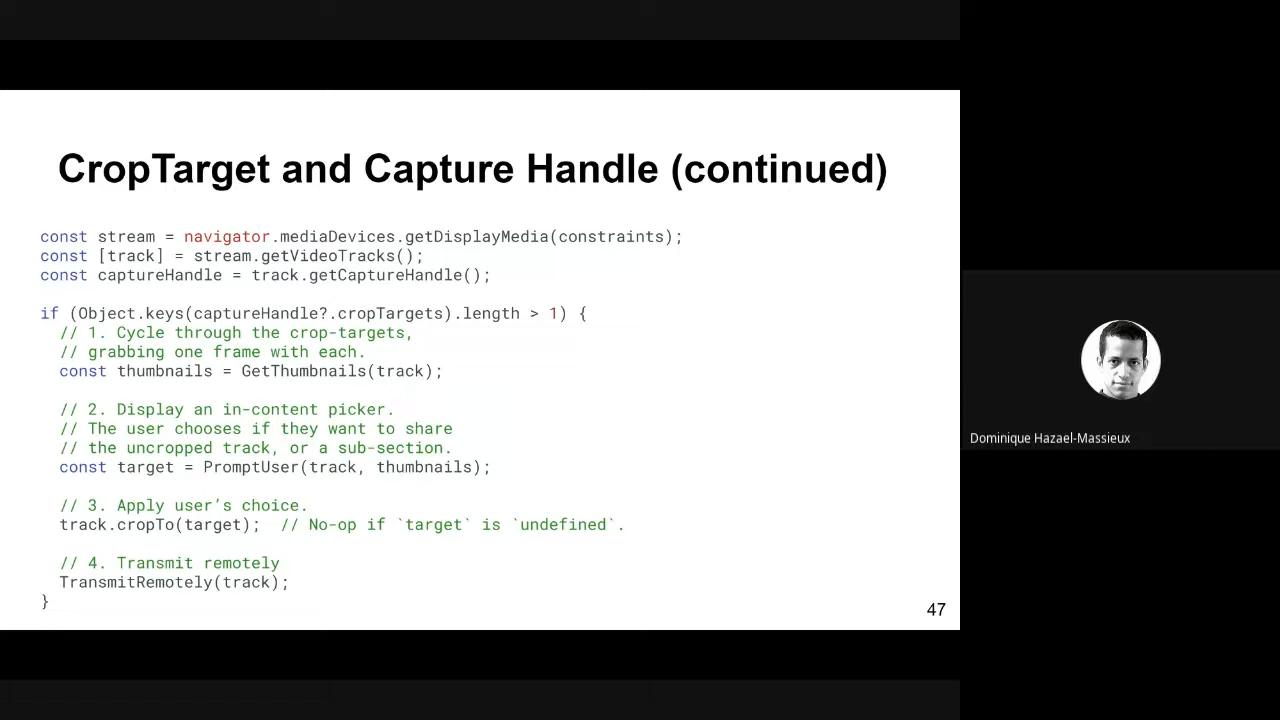 CropTarget and Capture Handle (continued)
const stream = navigator.mediaDevices.getDisplayMedia(constraints);
const [track] = stream.getVideoTracks();
const captureHandle = track.getCaptureHandle();
if (Object.keys(captureHandle?.cropTargets).length > 1) {
// 1. Cycle through the crop-targets,
// grabbing one frame with each.
const thumbnails = GetThumbnails(track);
// 2. Display an in-content picker.
// The user chooses if they want to share
// the uncropped track, or a sub-section.
const target = PromptUser(track, thumbnails);
// 3. Apply user’s choice.
track.cropTo(target);  // No-op if `target` is `undefined`.
// 4. Transmit remotely
TransmitRemotely(track);
}
47
Dominique Hazael-Massieux